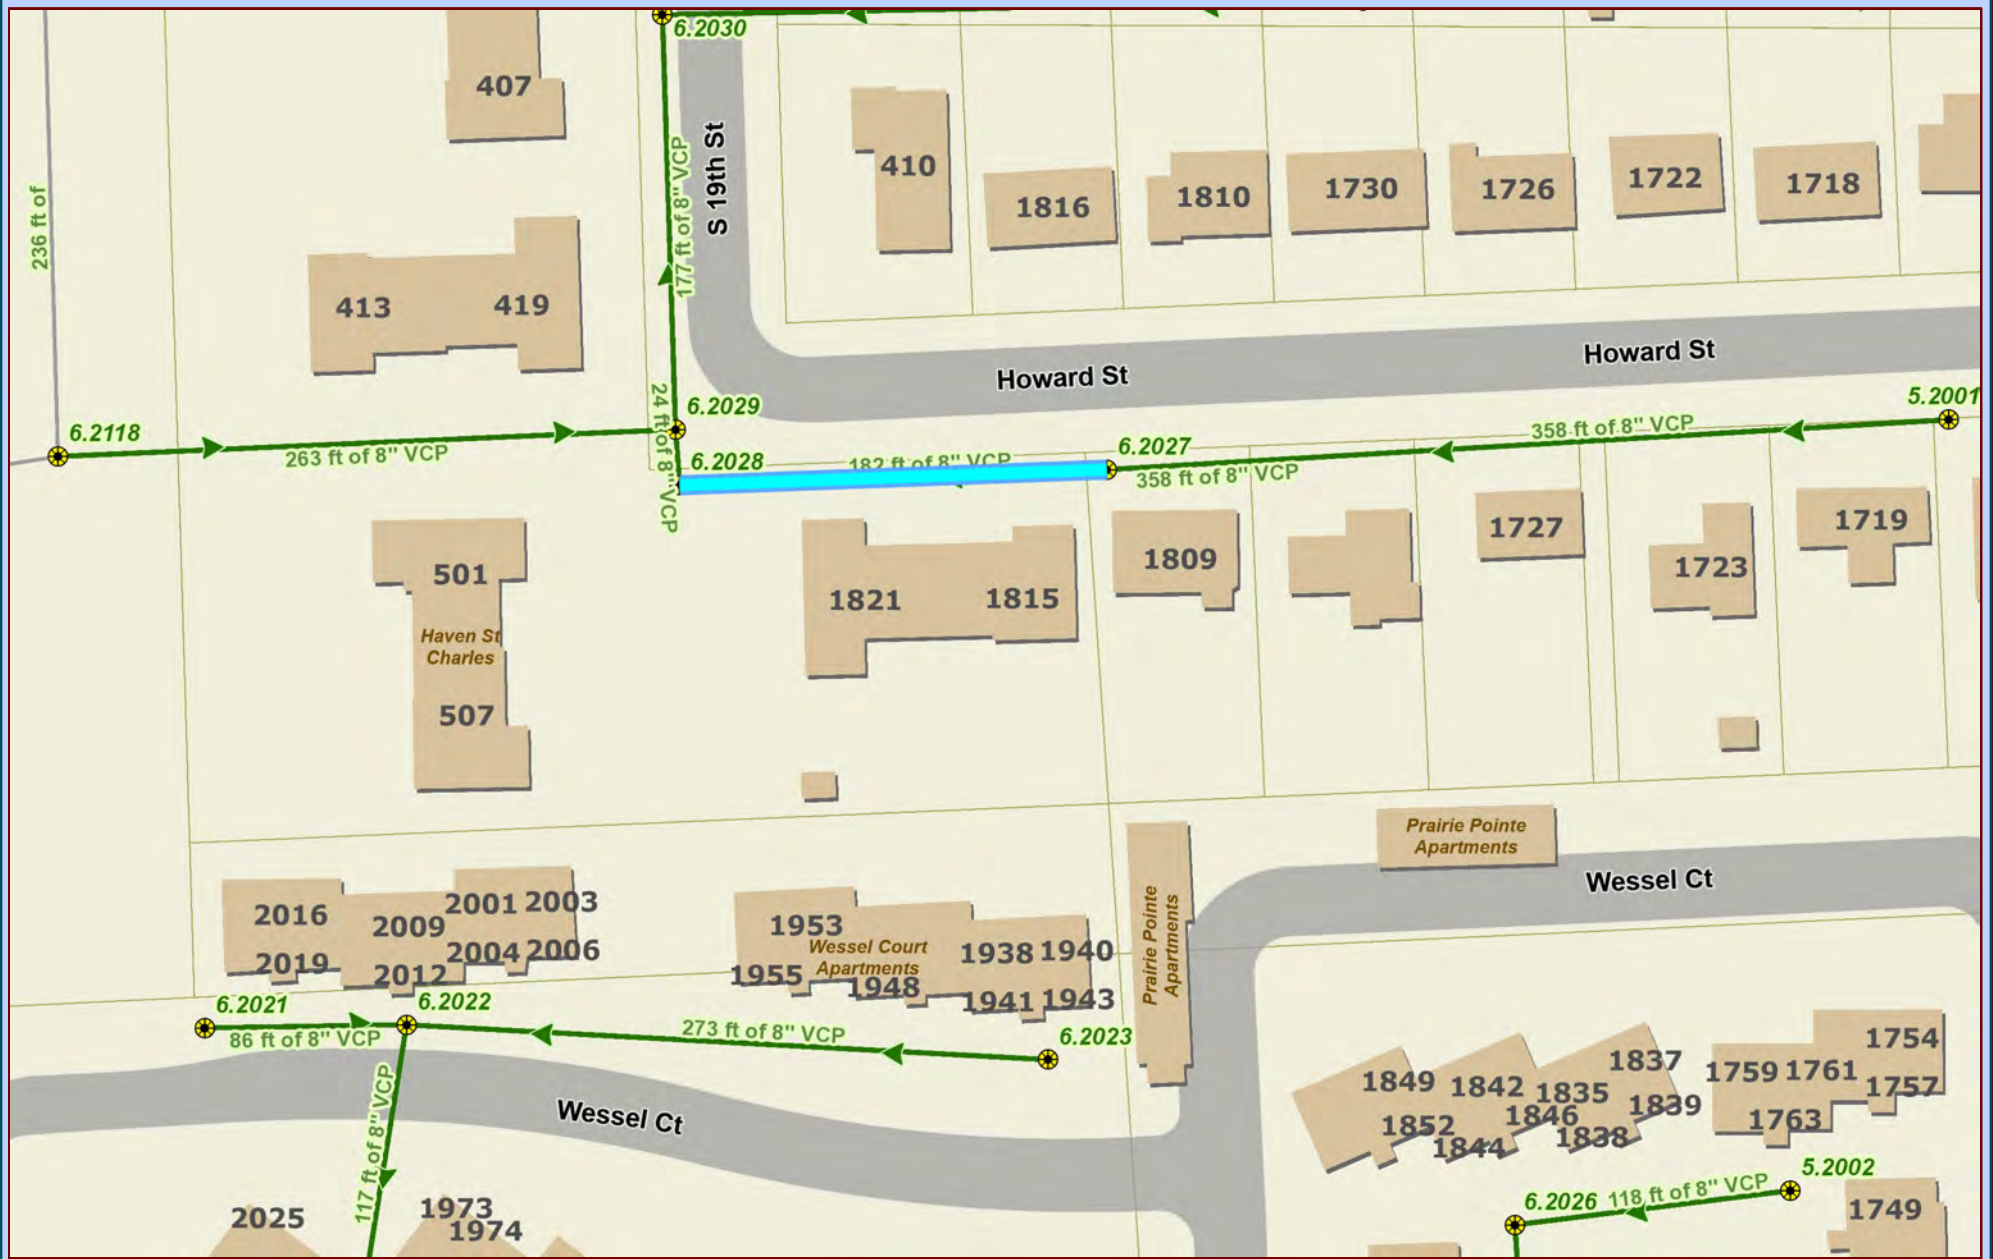 6.2030
407
S 19th St
177 ft of 8" VCP
410
1816
1810
1730
1726
1722
1718
236 ft of
413
419
Howard St
Howard St
5.2001
6.2118
263 ft of 8" VCP
24 ft of 8" VCP
6.2029
6.2028
182 ft of 8" VCP
6.2027
358 ft of 8" VCP
358 ft of 8" VCP
501
Haven St
Charles
507
1821
1815
1809
1727
1723
1719
Prairie Pointe
Apartments
Wessel Ct
2016
2009
2001
2003
2019
2012
2004
2006
1953
Wessel Court
Apartments
1938
1940
1955
1948
1941
1943
Prairie Pointe
Apartments
6.2021
86 ft of 8" VCP
6.2022
273 ft of 8" VCP
6.2023
117 ft of 8" VCP
Wessel Ct
1849
1842
1835
1837
1852
1844
1846
1838
1839
1759
1761
1754
1757
1763
5.2002
6.2026
118 ft of 8" VCP
1749
2025
1973
1974